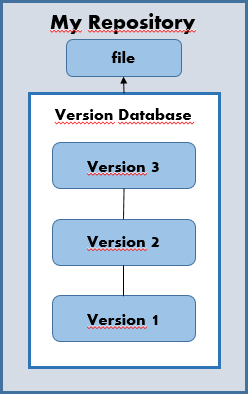 My Repository
file
Version Database
Version 3
Version 2
Version 1